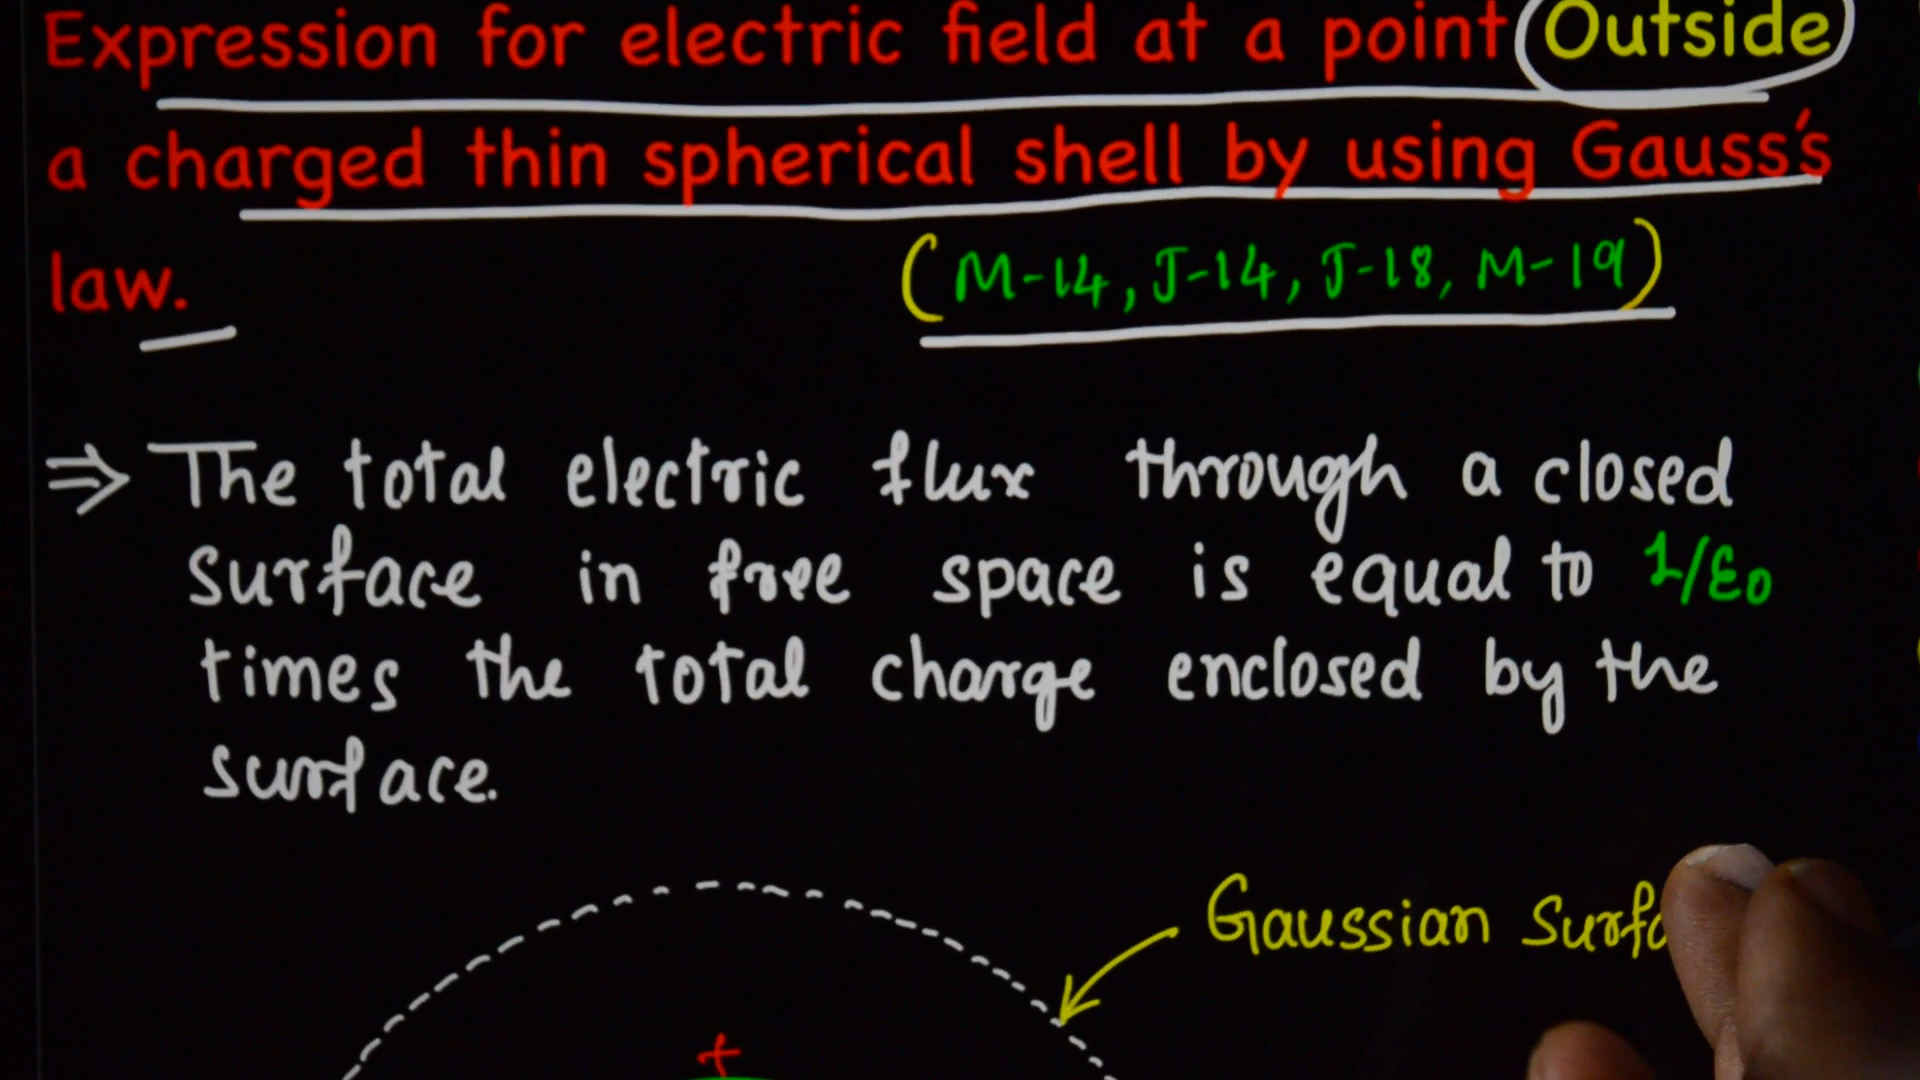 Expression for electric field at a point Outside
a charged thin spherical shell by using Gauss's
law.
(M-14, J-14, J-18, M-19)
⇒ The total electric flux through a closed
surface in free space is equal to 1/ε0
times the total charge enclosed by the
surface.
Gaussian
+